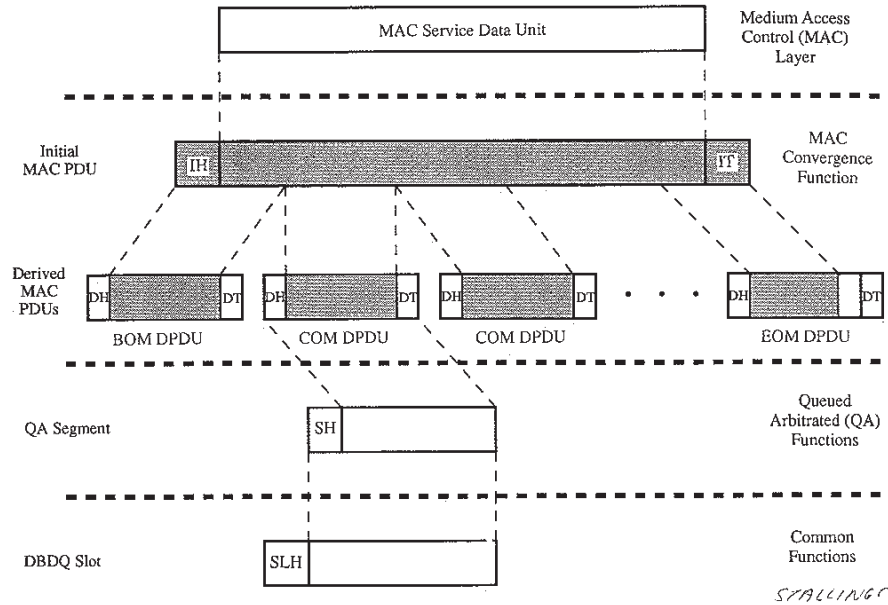 MAC Service Data Unit
Medium Access
Control (MAC)
Layer
Initial
MAC PDU
IH
IT
MAC
Convergence
Function
Derived
MAC
PDUs
DH
DT
DH
DT
DH
DT
. . .
DH
DT
BOM DPDU
COM DPDU
COM DPDU
EOM DPDU
QA Segment
SH
Queued
Arbitrated (QA)
Functions
DBDQ Slot
SLH
Common
Functions
STALLINGS